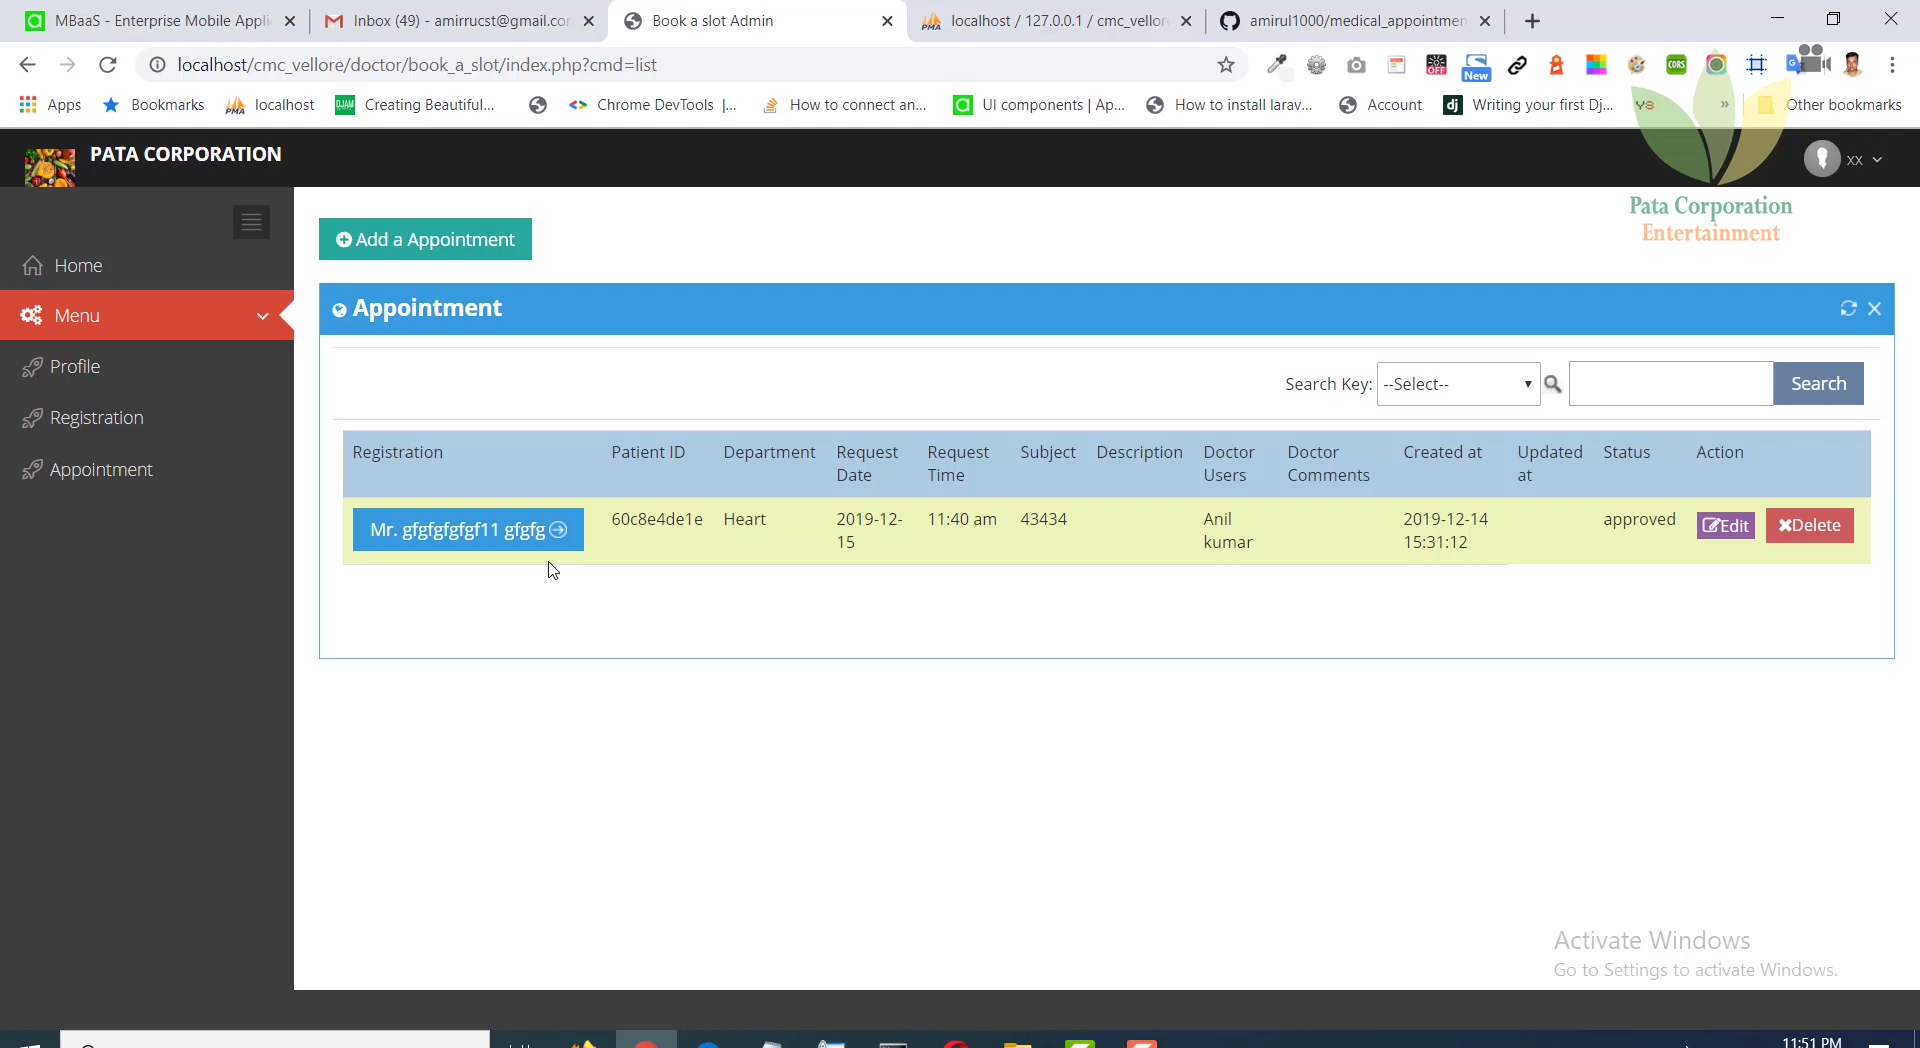 MBaaS - Enterprise Mobile Appli
Inbox (49) - amirrucst@gmail.co
Book a slot Admin
localhost / 127.0.0.1 / cmc_vellor
amirul1000/medical_appointmen
localhost/cmc_vellore/doctor/book_a_slot/index.php?cmd=list
OFF
New
CORS
Apps
Bookmarks
localhost
DJAM
Creating Beautiful...
Chrome DevTools |...
How to connect an...
UI components | Ap...
How to install larav...
Account
dj
Writing your first Dj...
»
Other bookmarks
PATA CORPORATION
xx
Pata Corporation
Entertainment
Home
Menu
Profile
Registration
Appointment
Add a Appointment
Appointment
Search Key: --Select-- Search
Registration Patient ID Department Request Date Request Time Subject Description Doctor Users Doctor Comments Created at Updated at Status Action
Mr. gfgfgfgfgf11 gfgfg 60c8e4de1e Heart 2019-12-15 11:40 am 43434 Anil kumar 2019-12-14 15:31:12 approved Edit Delete
Activate Windows
Go to Settings to activate Windows.
11:51 PM